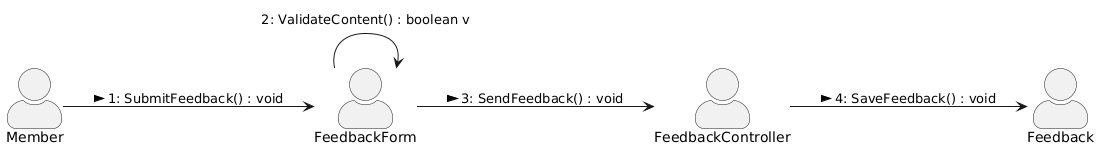 2: ValidateContent() : boolean v
1: SubmitFeedback() : void
3: SendFeedback() : void
4: SaveFeedback() : void
Member
FeedbackForm
FeedbackController
Feedback